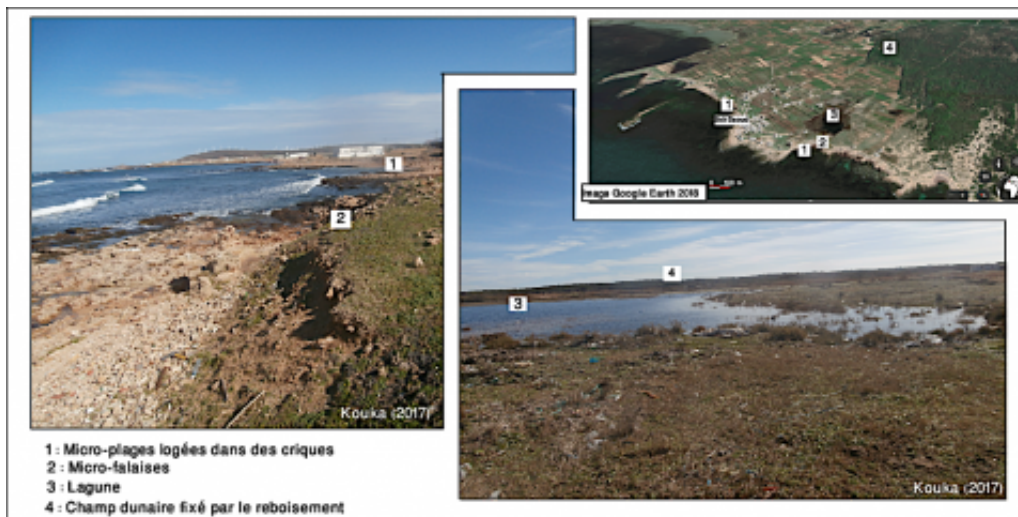 4
1
3
1
2
Image Google Earth 2018
1
2
4
3
Kouka (2017)
Kouka (2017)
1 : Micro-plages logées dans des criques
2 : Micro-falaises
3 : Lagune
4 : Champ dunaire fixé par le reboisement